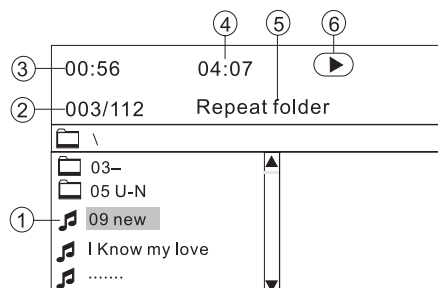 ④ ⑤ ⑥
③ 00:56 04:07
② 003/112 Repeat folder
\
03–
05 U-N
① 09 new
I Know my love
.......